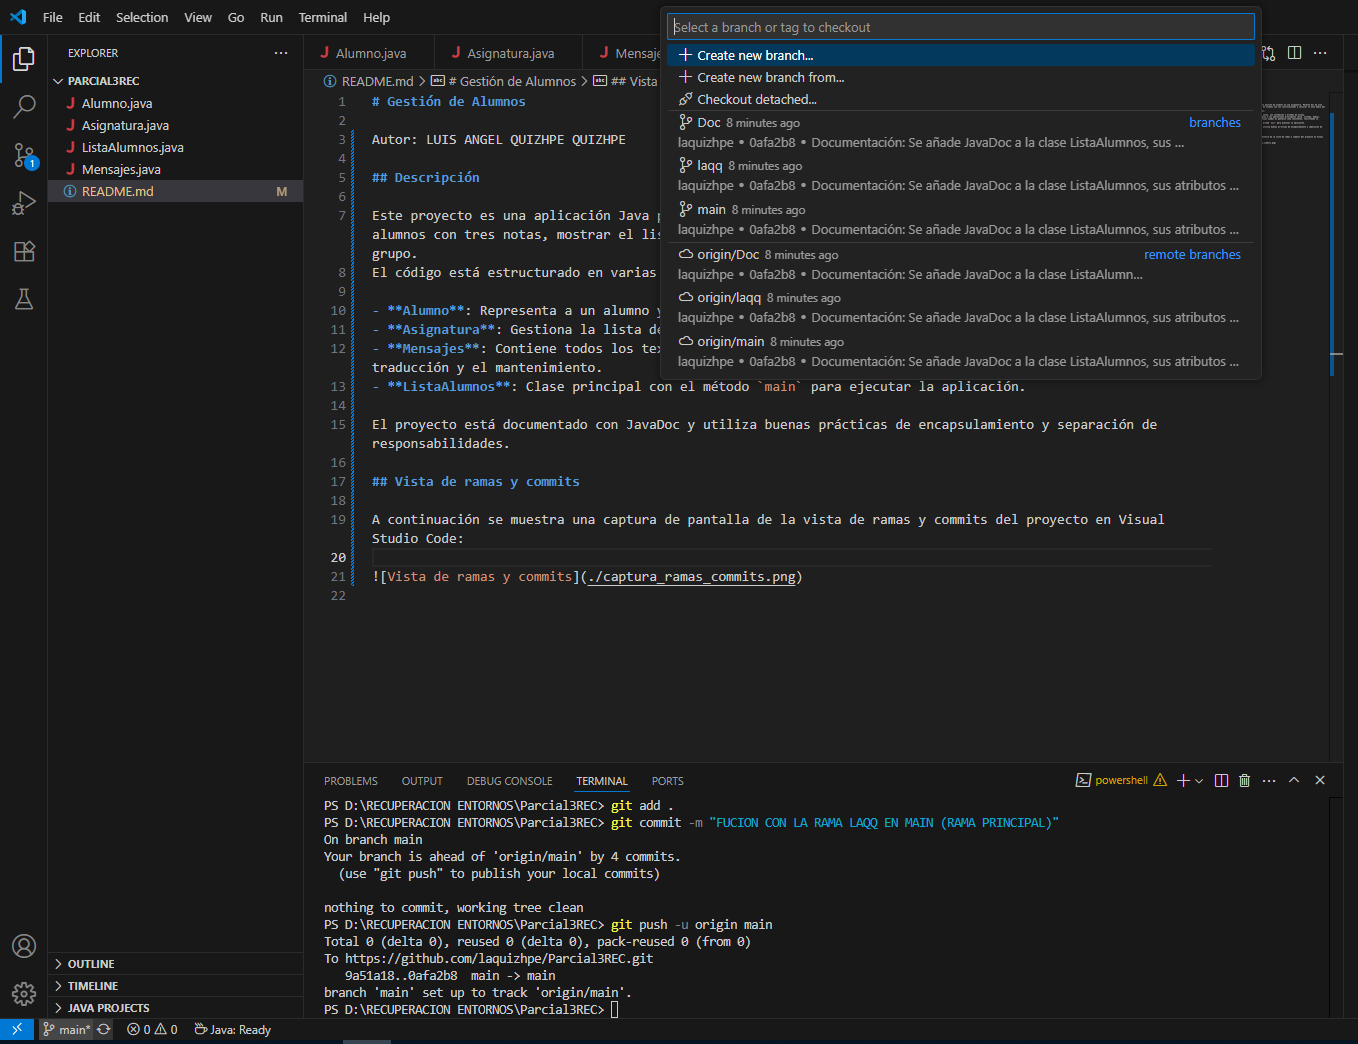 File Edit Selection View Go Run Terminal Help
Select a branch or tag to checkout
Create new branch...
Create new branch from...
Checkout detached...
Doc 8 minutes ago branches
laquizhpe • 0afa2b8 • Documentación: Se añade JavaDoc a la clase ListaAlumnos, sus ...
laqq 8 minutes ago
laquizhpe • 0afa2b8 • Documentación: Se añade JavaDoc a la clase ListaAlumnos, sus atributos ...
main 8 minutes ago
laquizhpe • 0afa2b8 • Documentación: Se añade JavaDoc a la clase ListaAlumnos, sus atributos ...
origin/Doc 8 minutes ago remote branches
laquizhpe • 0afa2b8 • Documentación: Se añade JavaDoc a la clase ListaAlumn...
origin/laqq 8 minutes ago
laquizhpe • 0afa2b8 • Documentación: Se añade JavaDoc a la clase ListaAlumnos, sus atributos ...
origin/main 8 minutes ago
laquizhpe • 0afa2b8 • Documentación: Se añade JavaDoc a la clase ListaAlumnos, sus atributos ...
EXPLORER
PARCIAL3REC
Alumno.java
Asignatura.java
ListaAlumnos.java
Mensajes.java
README.md M
1
OUTLINE
TIMELINE
JAVA PROJECTS
Alumno.java Asignatura.java Mensaje
README.md > # Gestión de Alumnos > ## Vista
1 # Gestión de Alumnos
2
3 Autor: LUIS ANGEL QUIZHPE QUIZHPE
4
5 ## Descripción
6
7 Este proyecto es una aplicación Java p
alumnos con tres notas, mostrar el lis
grupo.
8 El código está estructurado en varias
9
10 - **Alumno**: Representa a un alumno y
11 - **Asignatura**: Gestiona la lista de
12 - **Mensajes**: Contiene todos los tex
traducción y el mantenimiento.
13 - **ListaAlumnos**: Clase principal con el método `main` para ejecutar la aplicación.
14
15 El proyecto está documentado con JavaDoc y utiliza buenas prácticas de encapsulamiento y separación de
responsabilidades.
16
17 ## Vista de ramas y commits
18
19 A continuación se muestra una captura de pantalla de la vista de ramas y commits del proyecto en Visual
Studio Code:
20
21 ![Vista de ramas y commits](./captura_ramas_commits.png)
22
PROBLEMS OUTPUT DEBUG CONSOLE TERMINAL PORTS powershell
PS D:\RECUPERACION ENTORNOS\Parcial3REC> git add .
PS D:\RECUPERACION ENTORNOS\Parcial3REC> git commit -m "FUCION CON LA RAMA LAQQ EN MAIN (RAMA PRINCIPAL)"
On branch main
Your branch is ahead of 'origin/main' by 4 commits.
(use "git push" to publish your local commits)
nothing to commit, working tree clean
PS D:\RECUPERACION ENTORNOS\Parcial3REC> git push -u origin main
Total 0 (delta 0), reused 0 (delta 0), pack-reused 0 (from 0)
To https://github.com/laquizhpe/Parcial3REC.git
9a51a18..0afa2b8 main -> main
branch 'main' set up to track 'origin/main'.
PS D:\RECUPERACION ENTORNOS\Parcial3REC>
main* 0 0 Java: Ready